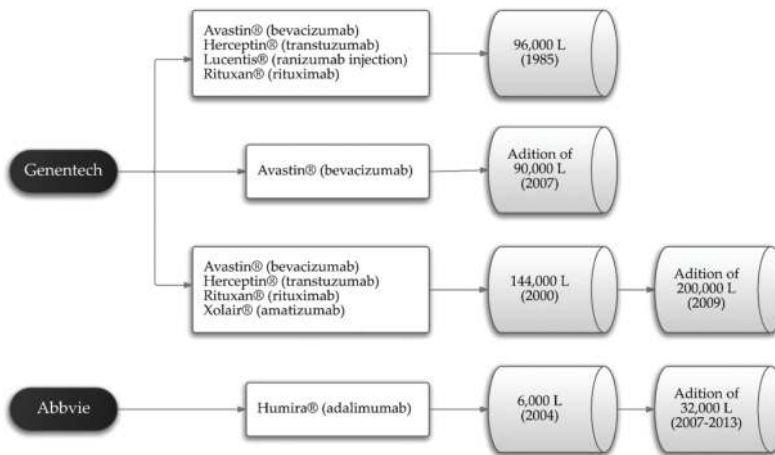 Avastin® (bevacizumab)
Herceptin® (transtuzumab)
Lucentis® (ranizumab injection)
Rituxan® (rituximab)
96,000 L
(1985)
Genentech
Avastin® (bevacizumab)
Adition of
90,000 L
(2007)
Avastin® (bevacizumab)
Herceptin® (transtuzumab)
Rituxan® (rituximab)
Xolair® (amatizumab)
144,000 L
(2000)
Adition of
200,000 L
(2009)
Abbvie
Humira® (adalimumab)
6,000 L
(2004)
Adition of
32,000 L
(2007-2013)